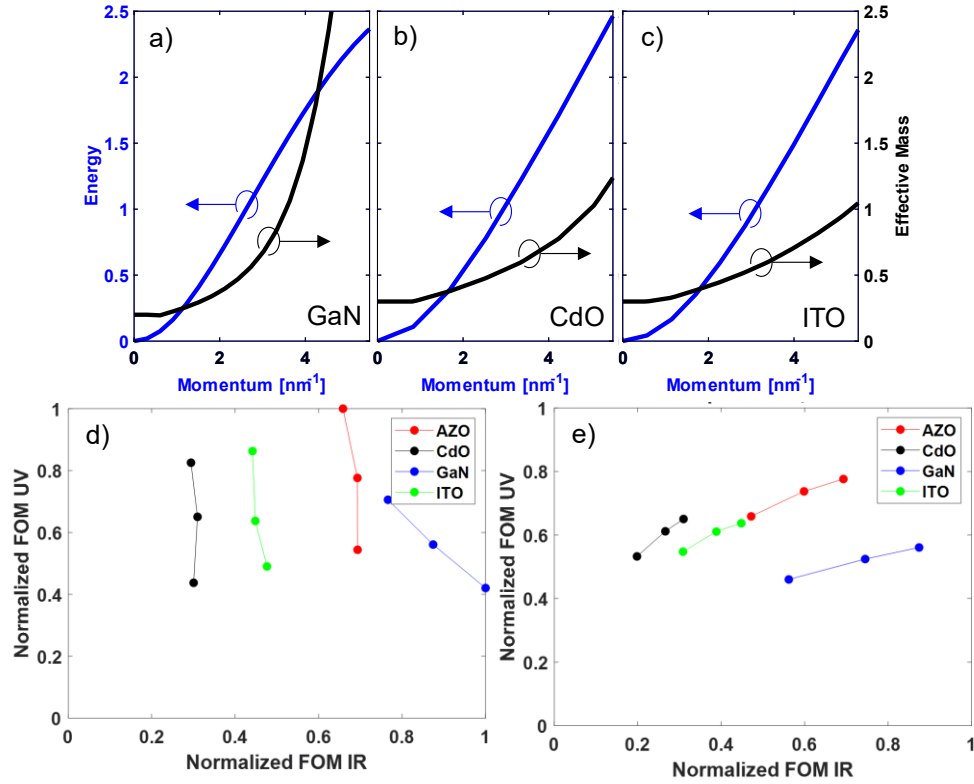 a)
b)
c)
2.5
2
1.5
1
0.5
0
Energy
GaN
CdO
ITO
2.5
2
1.5
1
0.5
0
Effective Mass
0 2 4
0 2 4
0 2 4
Momentum [nm⁻¹]
Momentum [nm⁻¹]
Momentum [nm⁻¹]
d)
AZO
CdO
GaN
ITO
1
0.8
0.6
0.4
0.2
0
Normalized FOM UV
0 0.2 0.4 0.6 0.8 1
Normalized FOM IR
e)
AZO
CdO
GaN
ITO
1
0.8
0.6
0.4
0.2
0
Normalized FOM UV
0 0.2 0.4 0.6 0.8 1
Normalized FOM IR